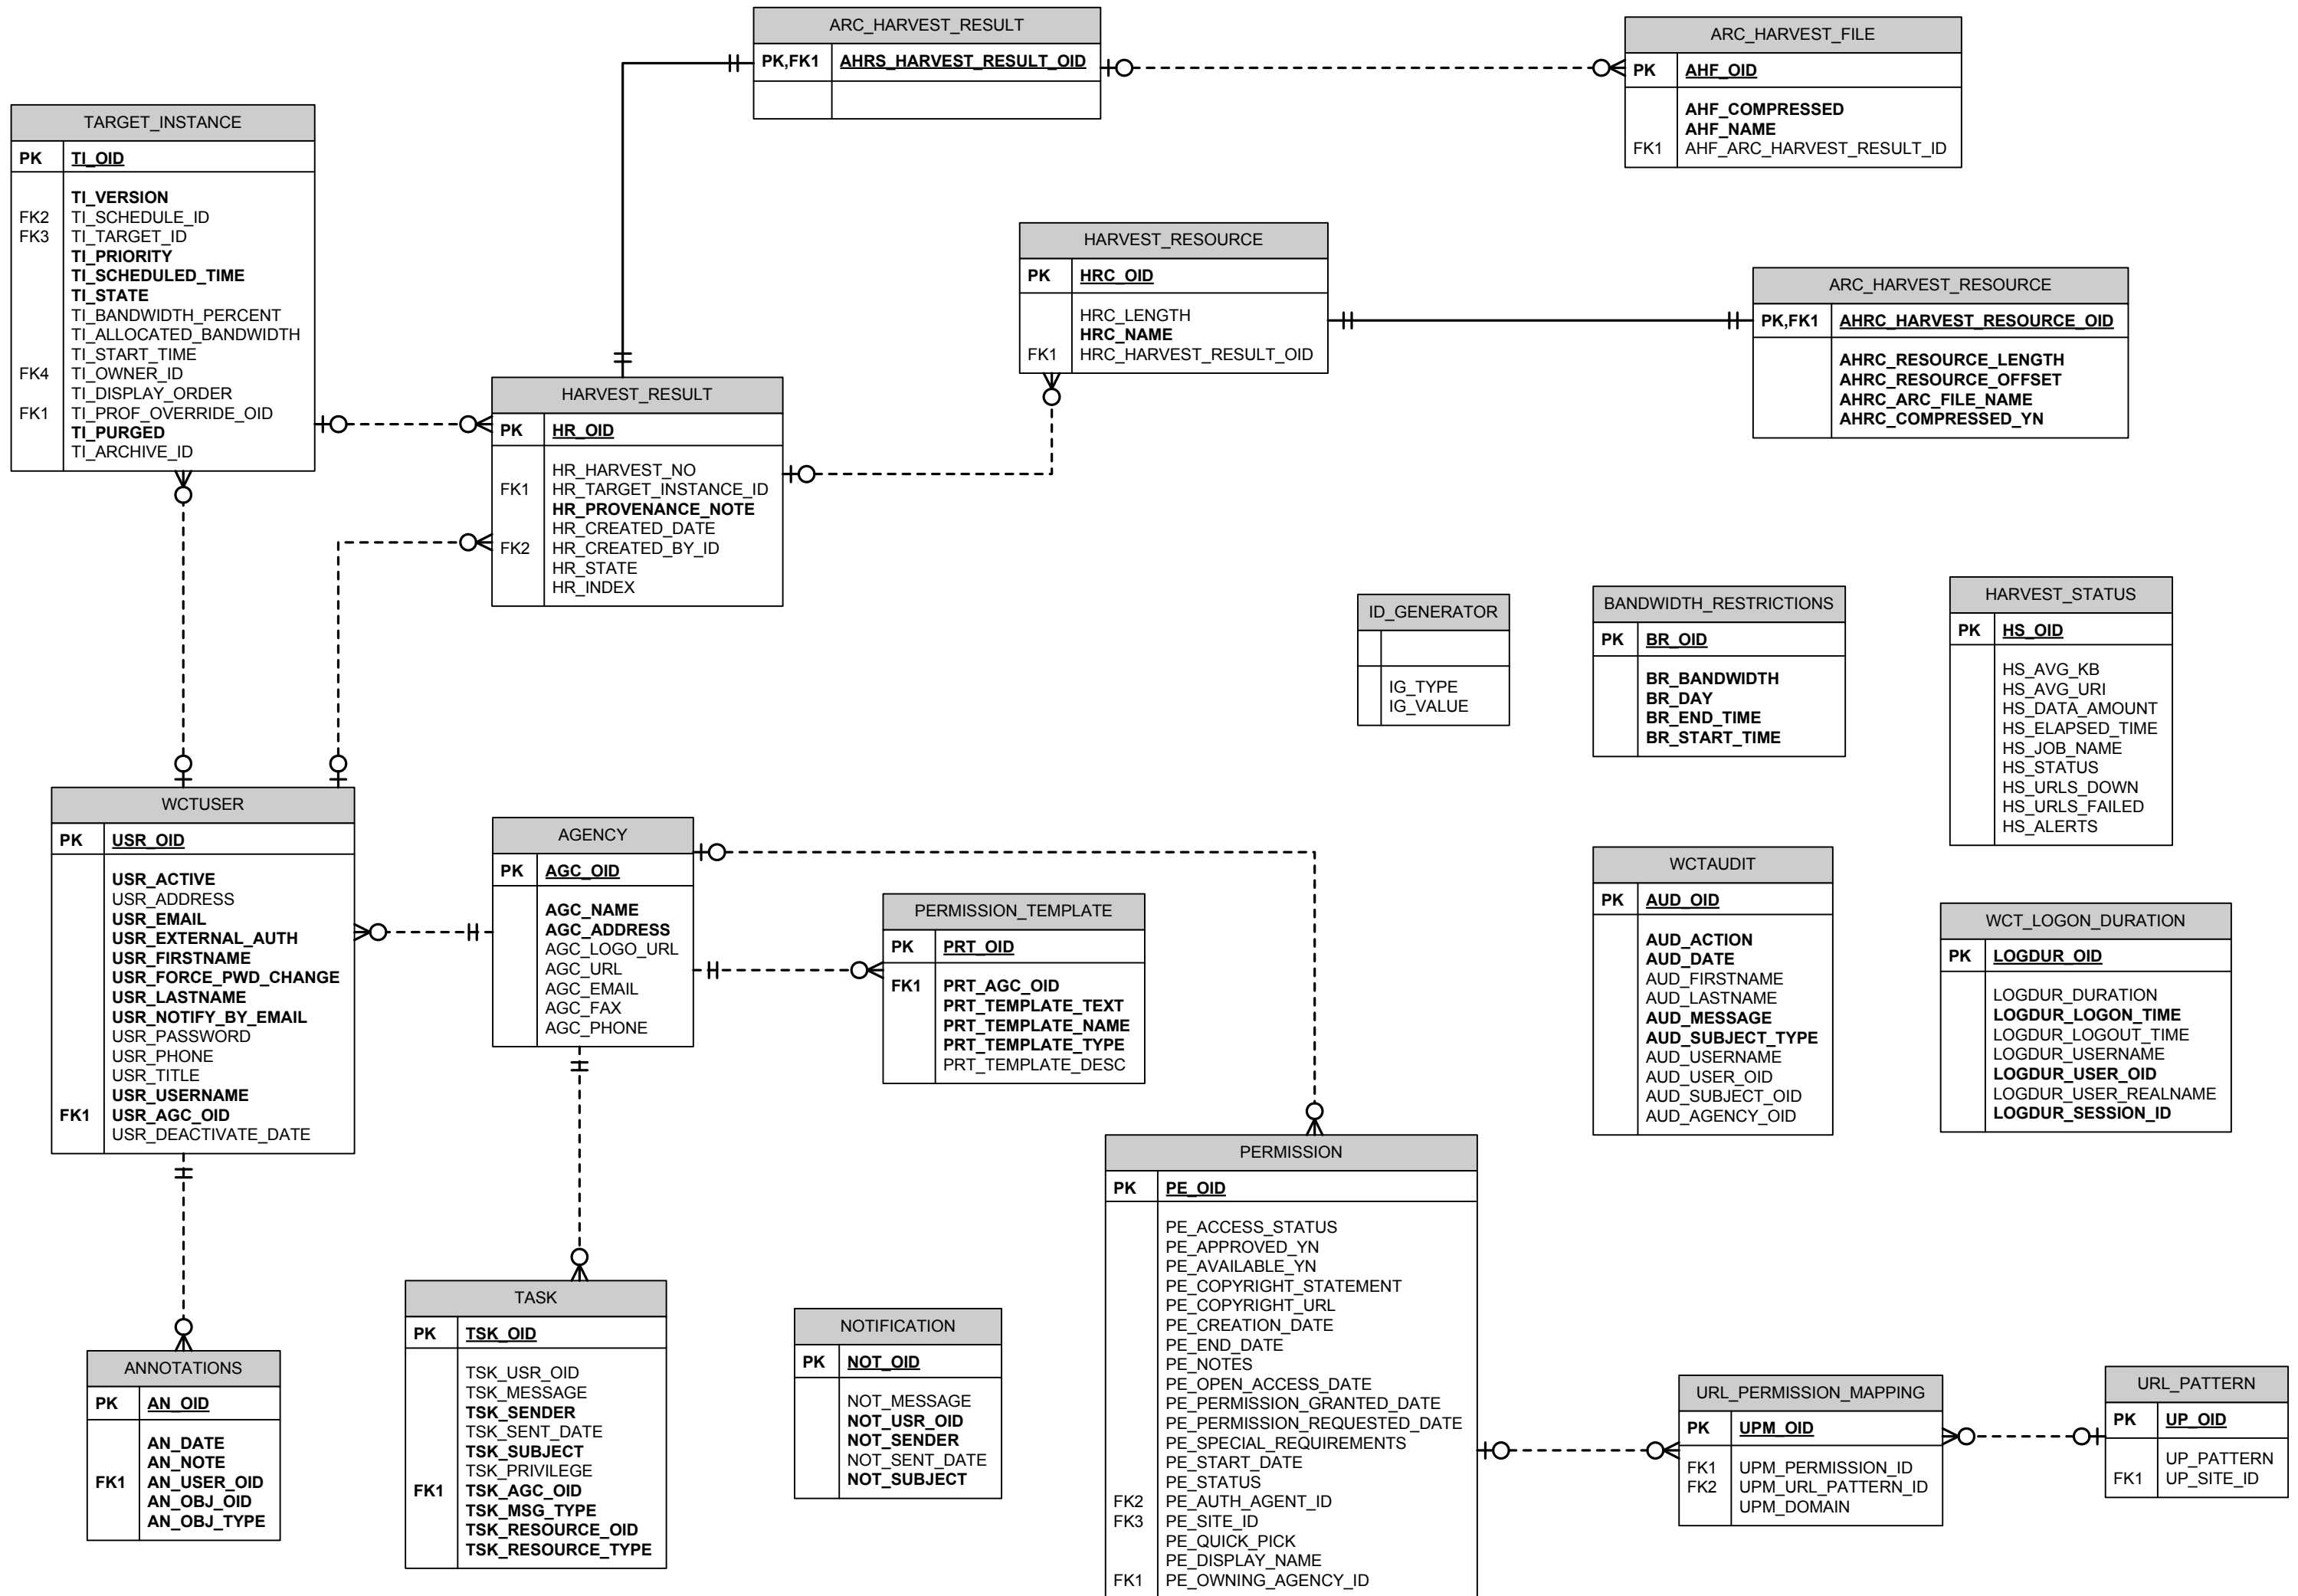 ARC_HARVEST_RESULT
PK,FK1 AHRS_HARVEST_RESULT_OID
ARC_HARVEST_FILE
PK AHF_OID
AHF_COMPRESSED
AHF_NAME
FK1 AHF_ARC_HARVEST_RESULT_ID
TARGET_INSTANCE
PK TI_OID
TI_VERSION
FK2 TI_SCHEDULE_ID
FK3 TI_TARGET_ID
TI_PRIORITY
TI_SCHEDULED_TIME
TI_STATE
TI_BANDWIDTH_PERCENT
TI_ALLOCATED_BANDWIDTH
TI_START_TIME
FK4 TI_OWNER_ID
TI_DISPLAY_ORDER
FK1 TI_PROF_OVERRIDE_OID
TI_PURGED
TI_ARCHIVE_ID
HARVEST_RESOURCE
PK HRC_OID
HRC_LENGTH
HRC_NAME
FK1 HRC_HARVEST_RESULT_OID
ARC_HARVEST_RESOURCE
PK,FK1 AHRC_HARVEST_RESOURCE_OID
AHRC_RESOURCE_LENGTH
AHRC_RESOURCE_OFFSET
AHRC_ARC_FILE_NAME
AHRC_COMPRESSED_YN
HARVEST_RESULT
PK HR_OID
HR_HARVEST_NO
FK1 HR_TARGET_INSTANCE_ID
HR_PROVENANCE_NOTE
HR_CREATED_DATE
FK2 HR_CREATED_BY_ID
HR_STATE
HR_INDEX
ID_GENERATOR
IG_TYPE
IG_VALUE
BANDWIDTH_RESTRICTIONS
PK BR_OID
BR_BANDWIDTH
BR_DAY
BR_END_TIME
BR_START_TIME
HARVEST_STATUS
PK HS_OID
HS_AVG_KB
HS_AVG_URI
HS_DATA_AMOUNT
HS_ELAPSED_TIME
HS_JOB_NAME
HS_STATUS
HS_URLS_DOWN
HS_URLS_FAILED
HS_ALERTS
WCTUSER
PK USR_OID
USR_ACTIVE
USR_ADDRESS
USR_EMAIL
USR_EXTERNAL_AUTH
USR_FIRSTNAME
USR_FORCE_PWD_CHANGE
USR_LASTNAME
USR_NOTIFY_BY_EMAIL
USR_PASSWORD
USR_PHONE
USR_TITLE
USR_USERNAME
FK1 USR_AGC_OID
USR_DEACTIVATE_DATE
AGENCY
PK AGC_OID
AGC_NAME
AGC_ADDRESS
AGC_LOGO_URL
AGC_URL
AGC_EMAIL
AGC_FAX
AGC_PHONE
PERMISSION_TEMPLATE
PK PRT_OID
FK1 PRT_AGC_OID
PRT_TEMPLATE_TEXT
PRT_TEMPLATE_NAME
PRT_TEMPLATE_TYPE
PRT_TEMPLATE_DESC
WCTAUDIT
PK AUD_OID
AUD_ACTION
AUD_DATE
AUD_FIRSTNAME
AUD_LASTNAME
AUD_MESSAGE
AUD_SUBJECT_TYPE
AUD_USERNAME
AUD_USER_OID
AUD_SUBJECT_OID
AUD_AGENCY_OID
WCT_LOGON_DURATION
PK LOGDUR_OID
LOGDUR_DURATION
LOGDUR_LOGON_TIME
LOGDUR_LOGOUT_TIME
LOGDUR_USERNAME
LOGDUR_USER_OID
LOGDUR_USER_REALNAME
LOGDUR_SESSION_ID
PERMISSION
PK PE_OID
PE_ACCESS_STATUS
PE_APPROVED_YN
PE_AVAILABLE_YN
PE_COPYRIGHT_STATEMENT
PE_COPYRIGHT_URL
PE_CREATION_DATE
PE_END_DATE
PE_NOTES
PE_OPEN_ACCESS_DATE
PE_PERMISSION_GRANTED_DATE
PE_PERMISSION_REQUESTED_DATE
PE_SPECIAL_REQUIREMENTS
PE_START_DATE
PE_STATUS
FK2 PE_AUTH_AGENT_ID
FK3 PE_SITE_ID
PE_QUICK_PICK
PE_DISPLAY_NAME
FK1 PE_OWNING_AGENCY_ID
ANNOTATIONS
PK AN_OID
AN_DATE
AN_NOTE
FK1 AN_USER_OID
AN_OBJ_OID
AN_OBJ_TYPE
TASK
PK TSK_OID
TSK_USR_OID
TSK_MESSAGE
TSK_SENDER
TSK_SENT_DATE
TSK_SUBJECT
TSK_PRIVILEGE
FK1 TSK_AGC_OID
TSK_MSG_TYPE
TSK_RESOURCE_OID
TSK_RESOURCE_TYPE
NOTIFICATION
PK NOT_OID
NOT_MESSAGE
NOT_USR_OID
NOT_SENDER
NOT_SENT_DATE
NOT_SUBJECT
URL_PERMISSION_MAPPING
PK UPM_OID
FK1 UPM_PERMISSION_ID
FK2 UPM_URL_PATTERN_ID
UPM_DOMAIN
URL_PATTERN
PK UP_OID
UP_PATTERN
FK1 UP_SITE_ID